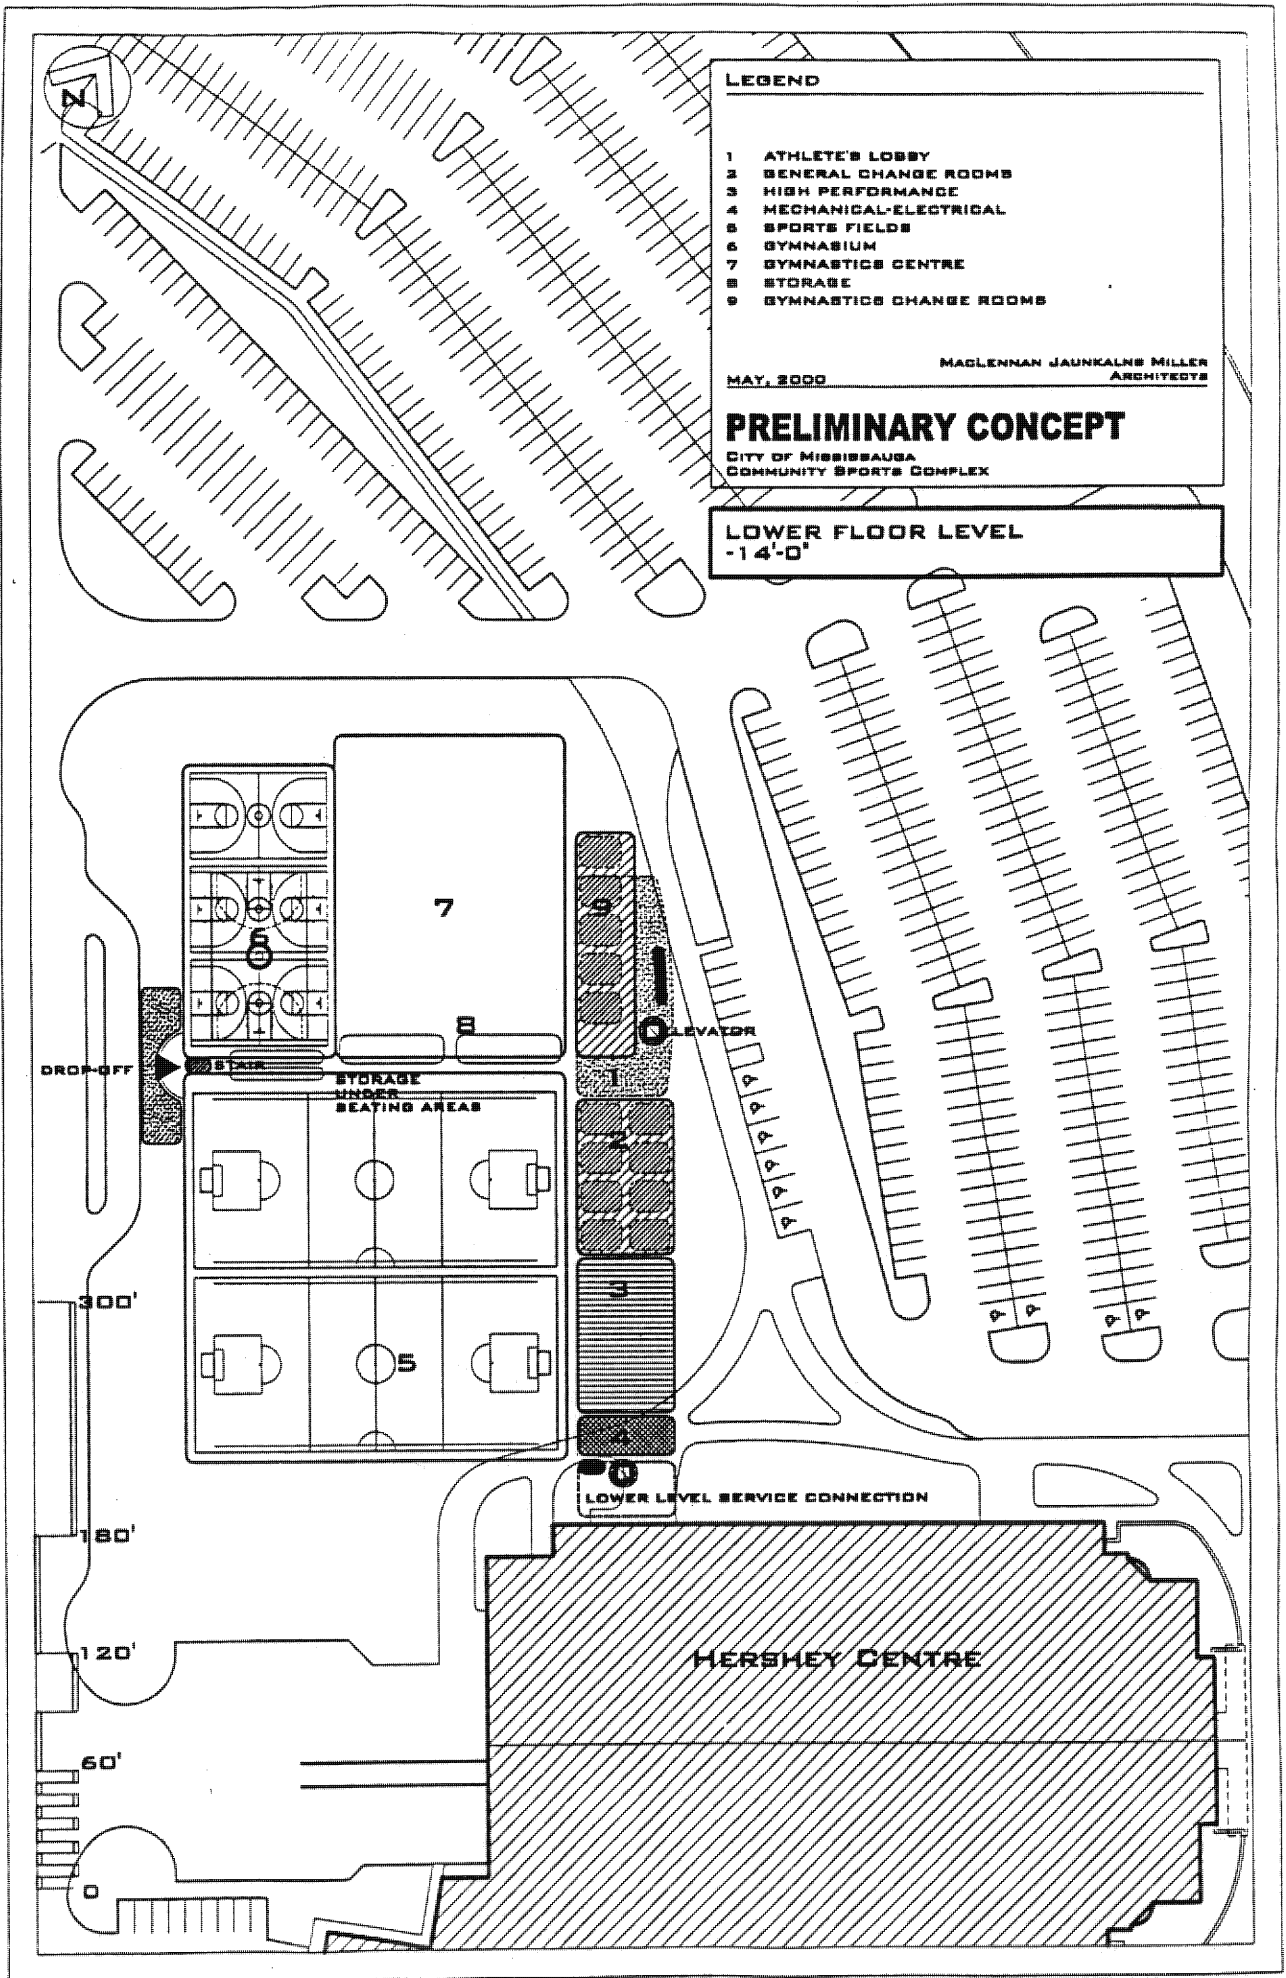 N
LEGEND
1 ATHLETE'S LOBBY
2 GENERAL CHANGE ROOMS
3 HIGH PERFORMANCE
4 MECHANICAL-ELECTRICAL
5 SPORTS FIELDS
6 GYMNASIUM
7 GYMNASTICS CENTRE
8 STORAGE
9 GYMNASTICS CHANGE ROOMS
MACLENNAN JAUNKALNS MILLER
ARCHITECTS
MAY, 2000
PRELIMINARY CONCEPT
CITY OF MISSISSAUGA
COMMUNITY SPORTS COMPLEX
LOWER FLOOR LEVEL
-14'-0"
7
9
6
8
ELEVATOR
DROP-OFF
STAIR
1
STORAGE
UNDER
SEATING AREAS
2
3
300'
5
4
LOWER LEVEL SERVICE CONNECTION
180'
120'
HERSHEY CENTRE
60'
0